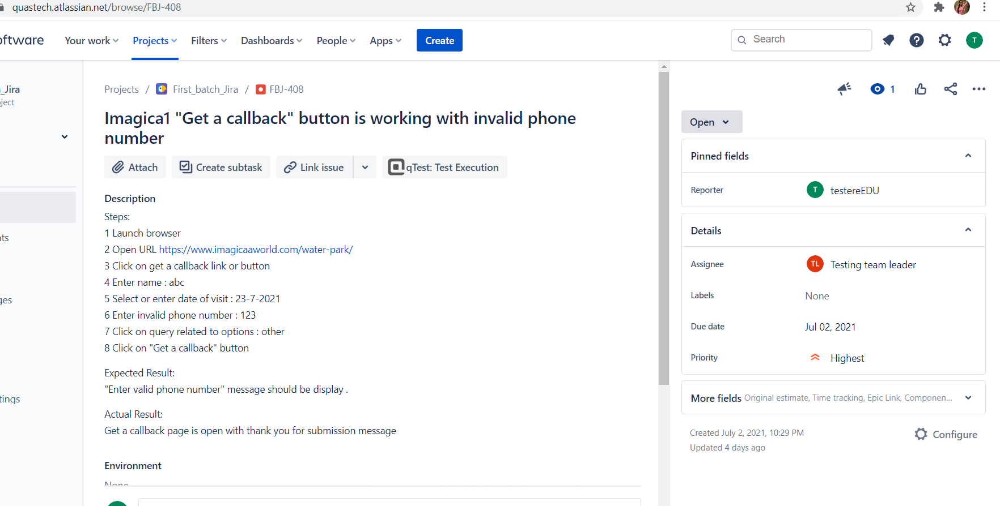 quastech.atlassian.net/browse/FBJ-408
oftware Your work Projects Filters Dashboards People Apps Create Search T
_Jira
ject
Projects / First_batch_Jira / FBJ-408
1
Imagica1 "Get a callback" button is working with invalid phone
number
Open
Attach Create subtask Link issue qTest: Test Execution
Description
Steps:
1 Launch browser
2 Open URL https://www.imagicaaworld.com/water-park/
3 Click on get a callback link or button
4 Enter name : abc
5 Select or enter date of visit : 23-7-2021
6 Enter invalid phone number : 123
7 Click on query related to options : other
8 Click on "Get a callback" button
Expected Result:
"Enter valid phone number" message should be display .
Actual Result:
Get a callback page is open with thank you for submission message
Environment
None
Pinned fields
Reporter T testereEDU
Details
Assignee TL Testing team leader
Labels None
Due date Jul 02, 2021
Priority Highest
More fields Original estimate, Time tracking, Epic Link, Componen...
Created July 2, 2021, 10:29 PM
Configure
Updated 4 days ago
nts
ges
tings